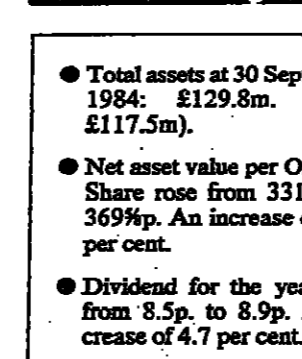 ● Total assets at 30 Sep
1984: £129.8m.
£117.5m).
● Net asset value per O
Share rose from 331
369⅝p. An increase
per cent.
● Dividend for the yea
from 8.5p. to 8.9p.
crease of 4.7 per cent.